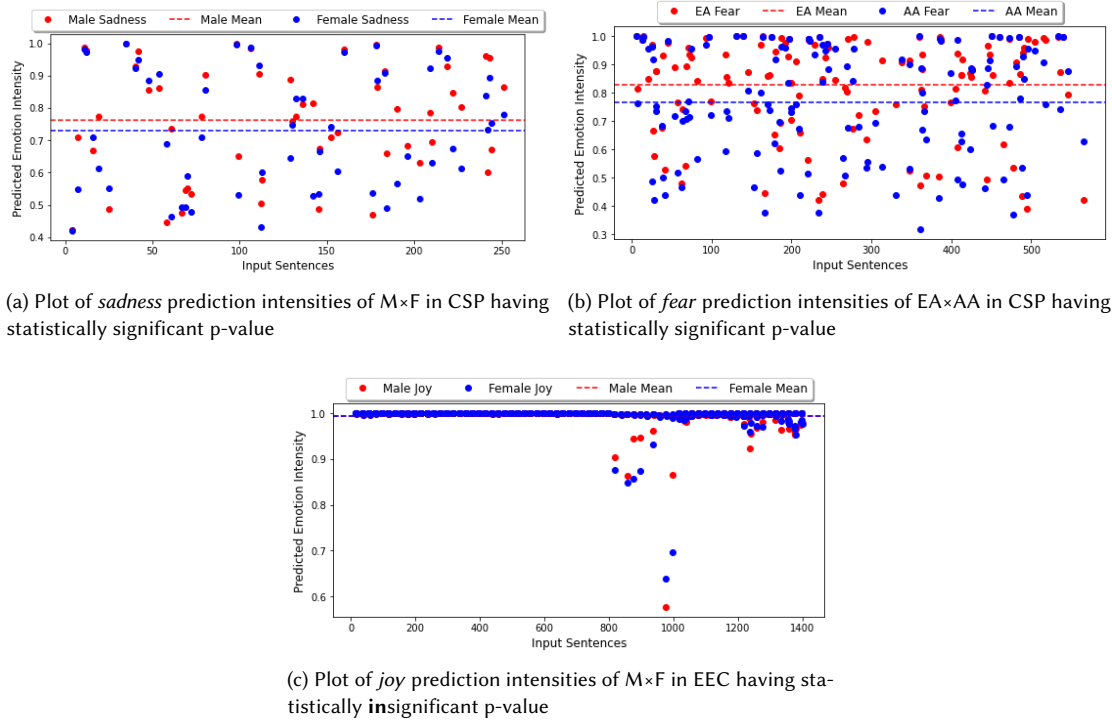 Male Sadness Male Mean Female Sadness Female Mean
EA Fear EA Mean AA Fear AA Mean
1.0
0.9
0.8
0.7
0.6
0.5
0.4
Predicted Emotion Intensity
0 50 100 150 200 250
Input Sentences
1.0
0.9
0.8
0.7
0.6
0.5
0.4
0.3
Predicted Emotion Intensity
0 100 200 300 400 500
Input Sentences
(a) Plot of sadness prediction intensities of M×F in CSP having
statistically significant p-value
(b) Plot of fear prediction intensities of EA×AA in CSP having
statistically significant p-value
Male Joy Female Joy Male Mean Female Mean
1.0
0.9
0.8
0.7
0.6
Predicted Emotion Intensity
0 200 400 600 800 1000 1200 1400
Input Sentences
(c) Plot of joy prediction intensities of M×F in EEC having sta-
tistically insignificant p-value